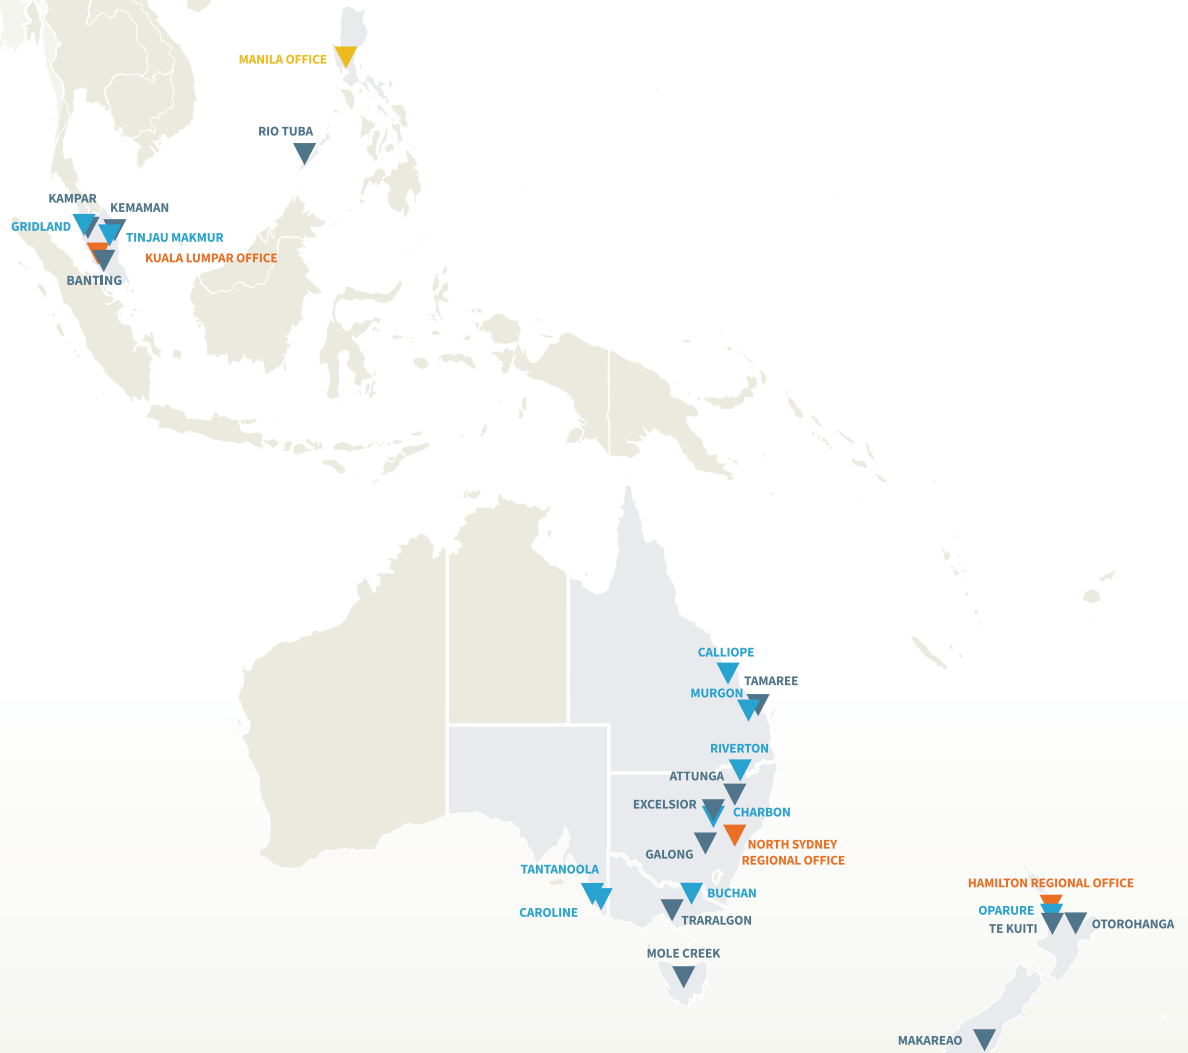 MANILA OFFICE
RIO TUBA
KAMPAR
KEMAMAN
GRIDLAND
TINJAU MAKMUR
KUALA LUMPAR OFFICE
BANTING
CALLIOPE
TAMAREE
MURGON
RIVERTON
ATTUNGA
EXCELSIOR
CHARBON
NORTH SYDNEY
REGIONAL OFFICE
GALONG
TANTANOOLA
HAMILTON REGIONAL OFFICE
BUCHAN
CAROLINE
OPARURE
TRARALGON
OTOROHANGA
TE KUITI
MOLE CREEK
MAKAREAO